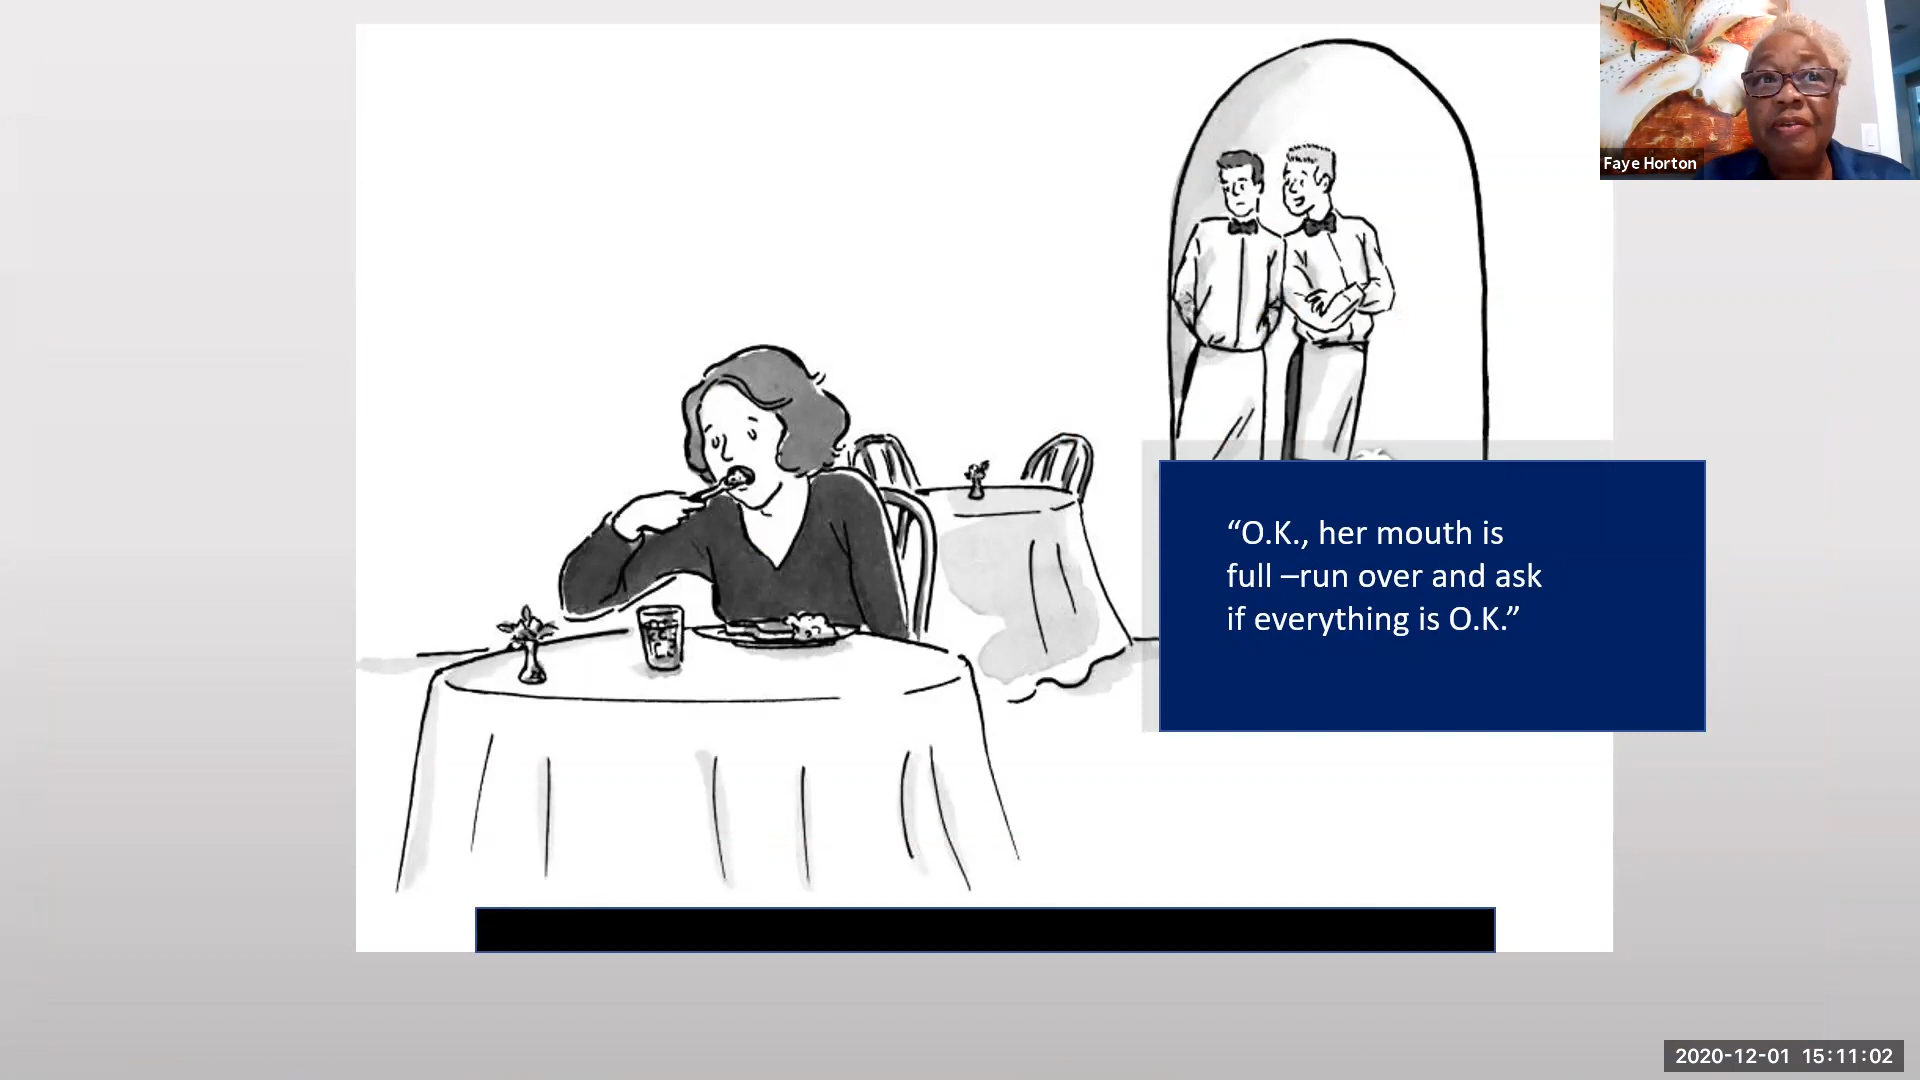 Faye Horton
“O.K., her mouth is
full –run over and ask
if everything is O.K.”
2020-12-01 15:11:02